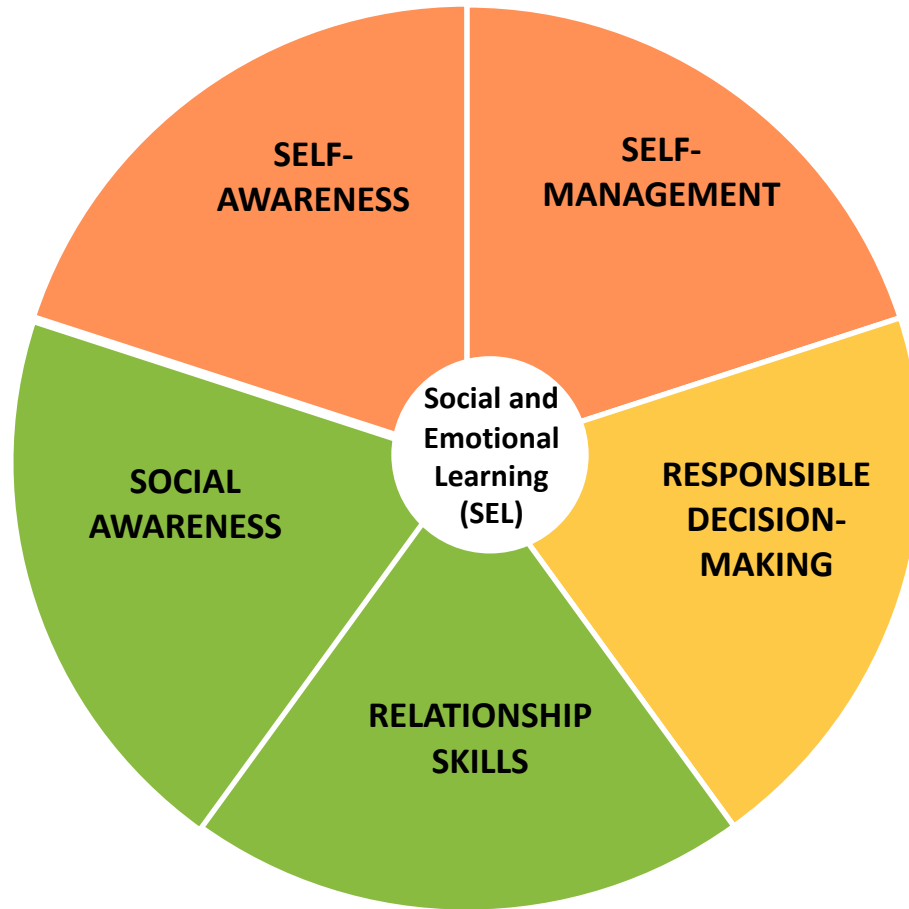 SELF-
AWARENESS
SELF-
MANAGEMENT
Social and
Emotional
Learning
(SEL)
SOCIAL
AWARENESS
RESPONSIBLE
DECISION-
MAKING
RELATIONSHIP
SKILLS